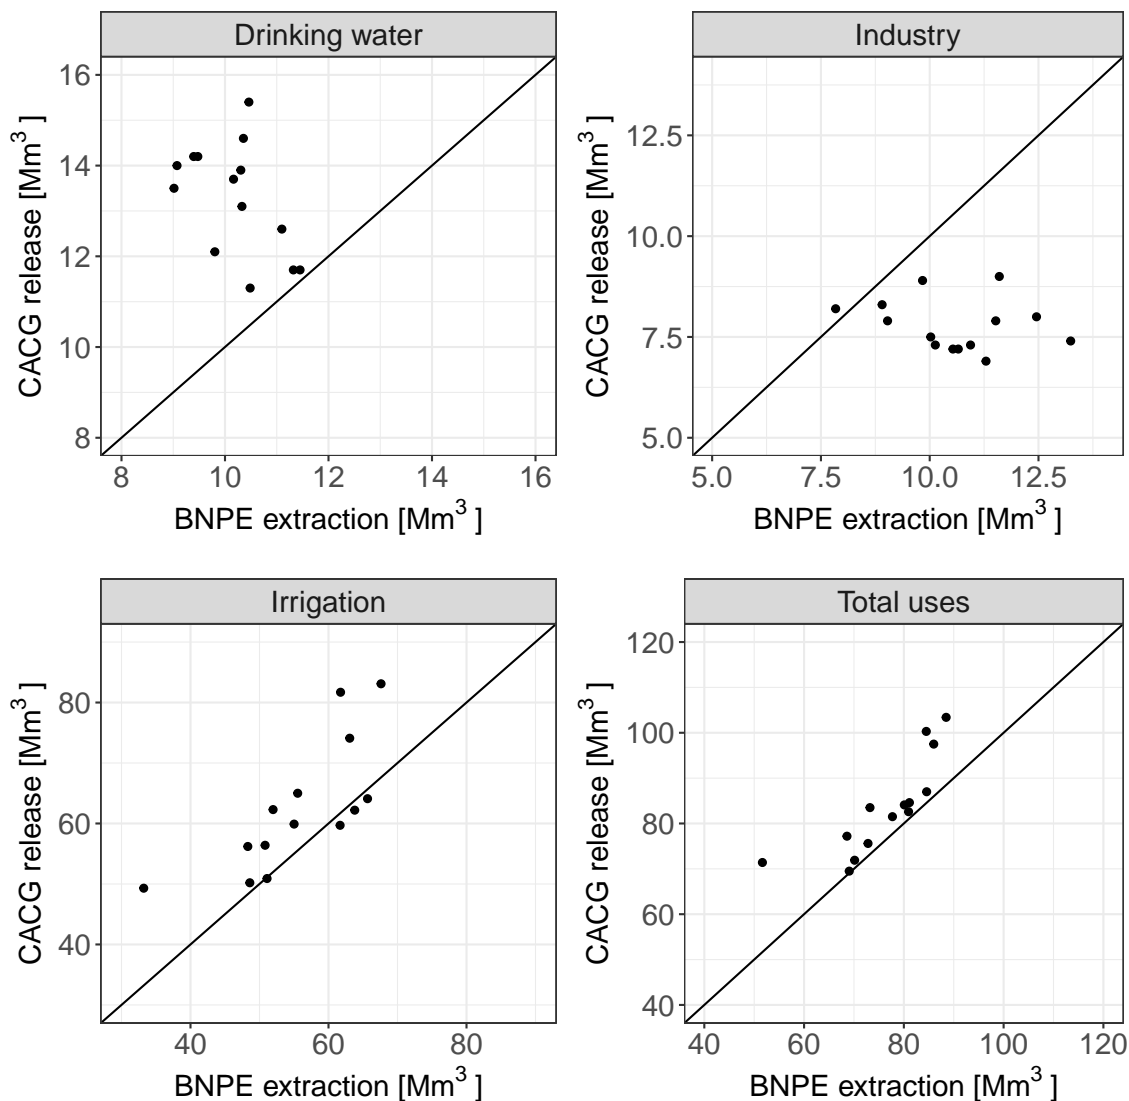 Drinking water
CACG release [Mm³ ]
16
14
12
10
8
8 10 12 14 16
BNPE extraction [Mm³ ]
Industry
CACG release [Mm³ ]
12.5
10.0
7.5
5.0
5.0 7.5 10.0 12.5
BNPE extraction [Mm³ ]
Irrigation
CACG release [Mm³ ]
80
60
40
40 60 80
BNPE extraction [Mm³ ]
Total uses
CACG release [Mm³ ]
120
100
80
60
40
40 60 80 100 120
BNPE extraction [Mm³ ]